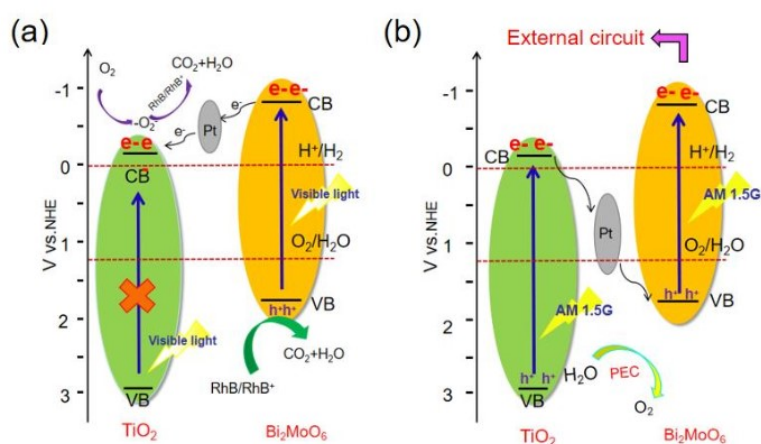 (a)
V vs.NHE
-1
0
1
2
3
O₂
CO₂+H₂O
RhB/RhB⁺
-O₂⁻
e-e
CB
e⁻
Pt
e⁻
e-e-
CB
H⁺/H₂
Visible light
O₂/H₂O
VB
h⁺h⁺
CO₂+H₂O
RhB/RhB⁺
Visible light
VB
TiO₂
Bi₂MoO₆
(b)
External circuit
V vs.NHE
-1
0
1
2
3
e- e-
CB
e- e-
CB
H⁺/H₂
AM 1.5G
Pt
O₂/H₂O
h⁺ h⁺
VB
AM 1.5G
h⁺ h⁺
H₂O
PEC
O₂
VB
TiO₂
Bi₂MoO₆